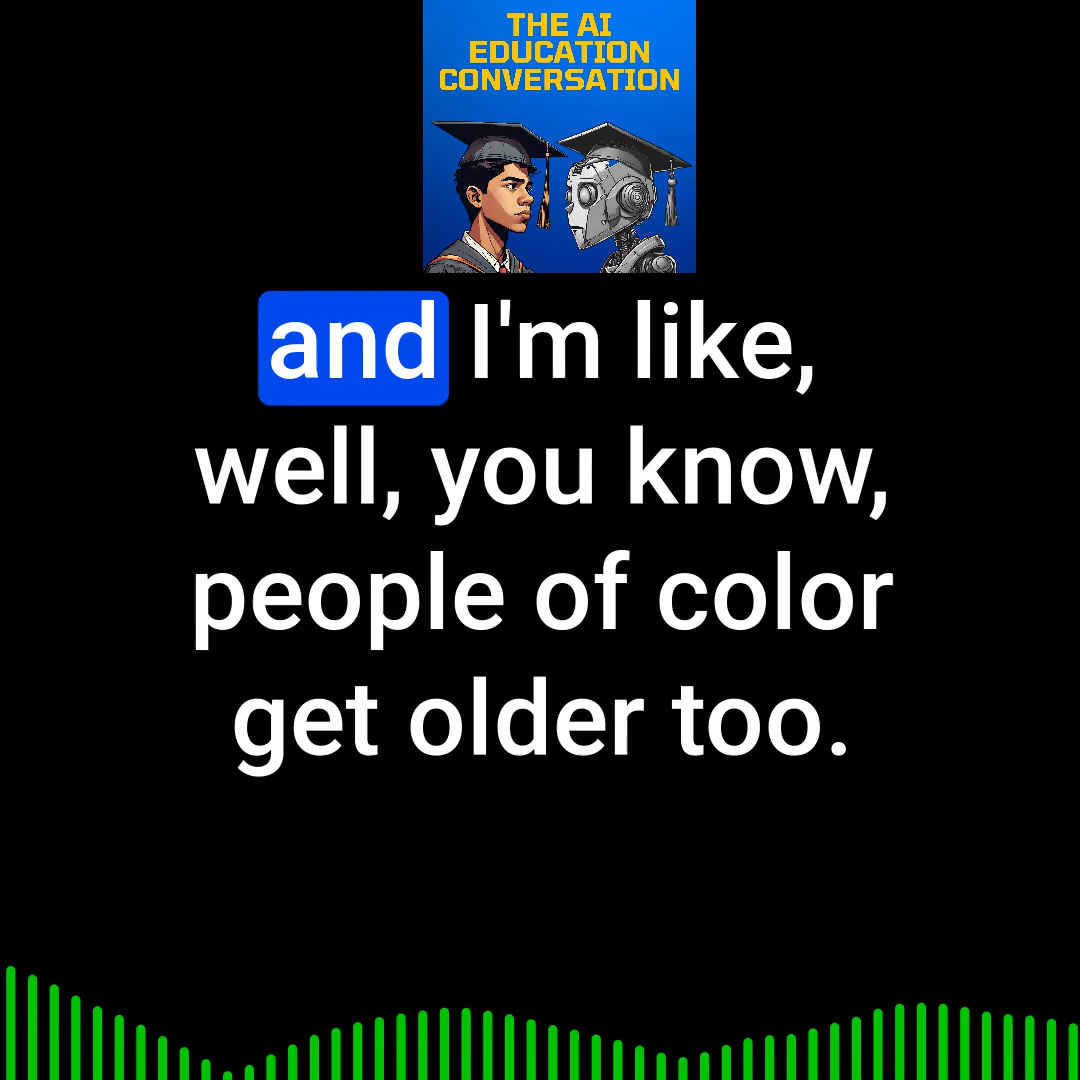 THE AI
EDUCATION
CONVERSATION
and I'm like,
well, you know,
people of color
get older too.